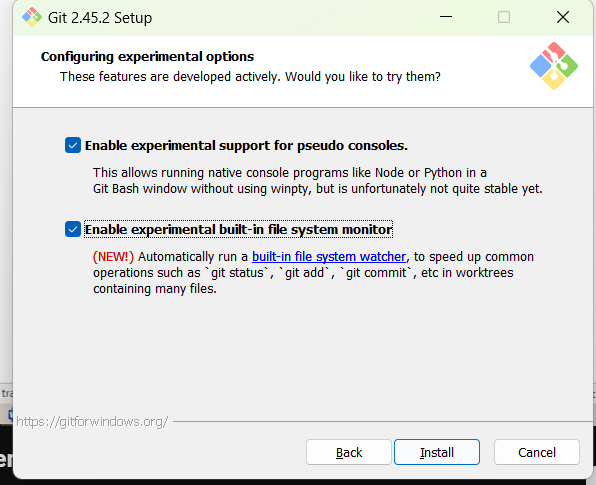 Git 2.45.2 Setup
Configuring experimental options
These features are developed actively. Would you like to try them?
Enable experimental support for pseudo consoles.
This allows running native console programs like Node or Python in a
Git Bash window without using winpty, but is unfortunately not quite stable yet.
Enable experimental built-in file system monitor
(NEW!) Automatically run a built-in file system watcher, to speed up common
operations such as `git status`, `git add`, `git commit`, etc in worktrees
containing many files.
https://gitforwindows.org/
Back Install Cancel